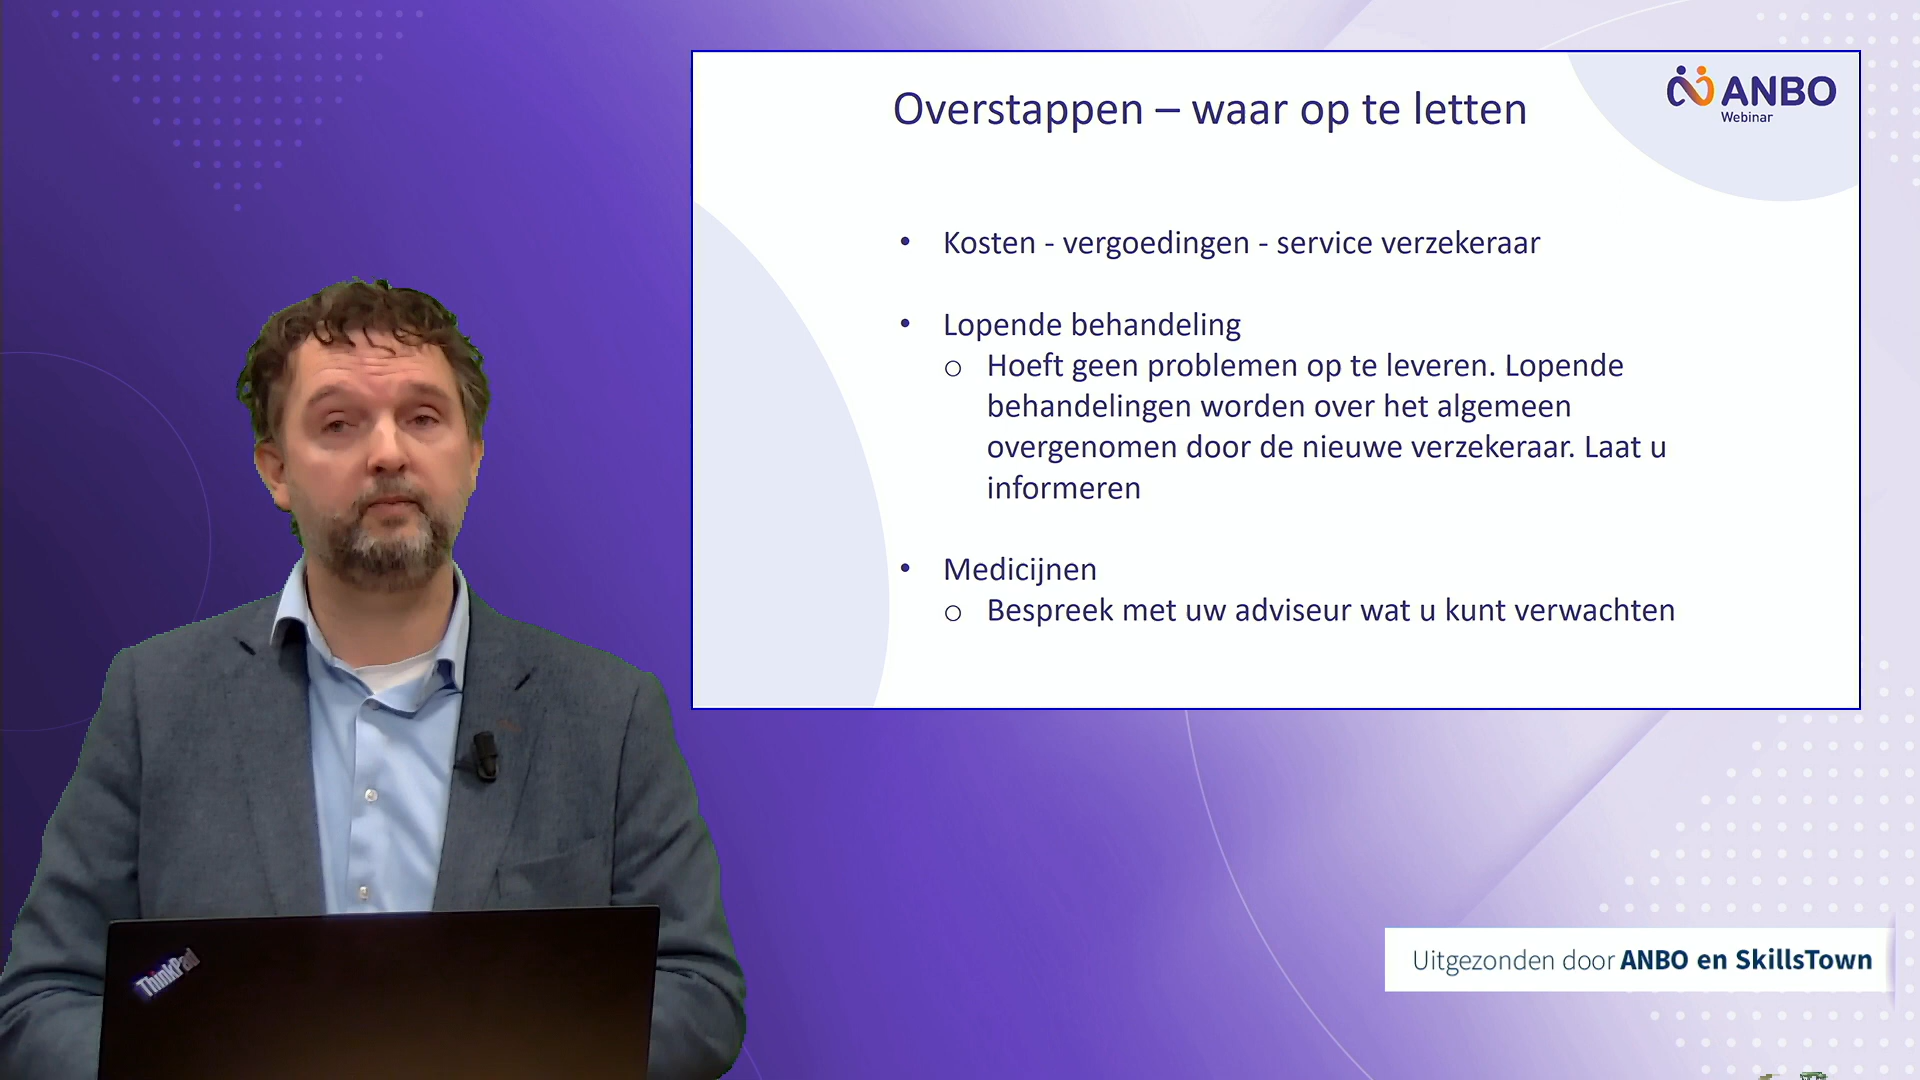 Overstappen – waar op te letten
ANBO
Webinar
• Kosten - vergoedingen - service verzekeraar
• Lopende behandeling
o Hoeft geen problemen op te leveren. Lopende
behandelingen worden over het algemeen
overgenomen door de nieuwe verzekeraar. Laat u
informeren
• Medicijnen
o Bespreek met uw adviseur wat u kunt verwachten
ThinkPad
Uitgezonden door ANBO en SkillsTown